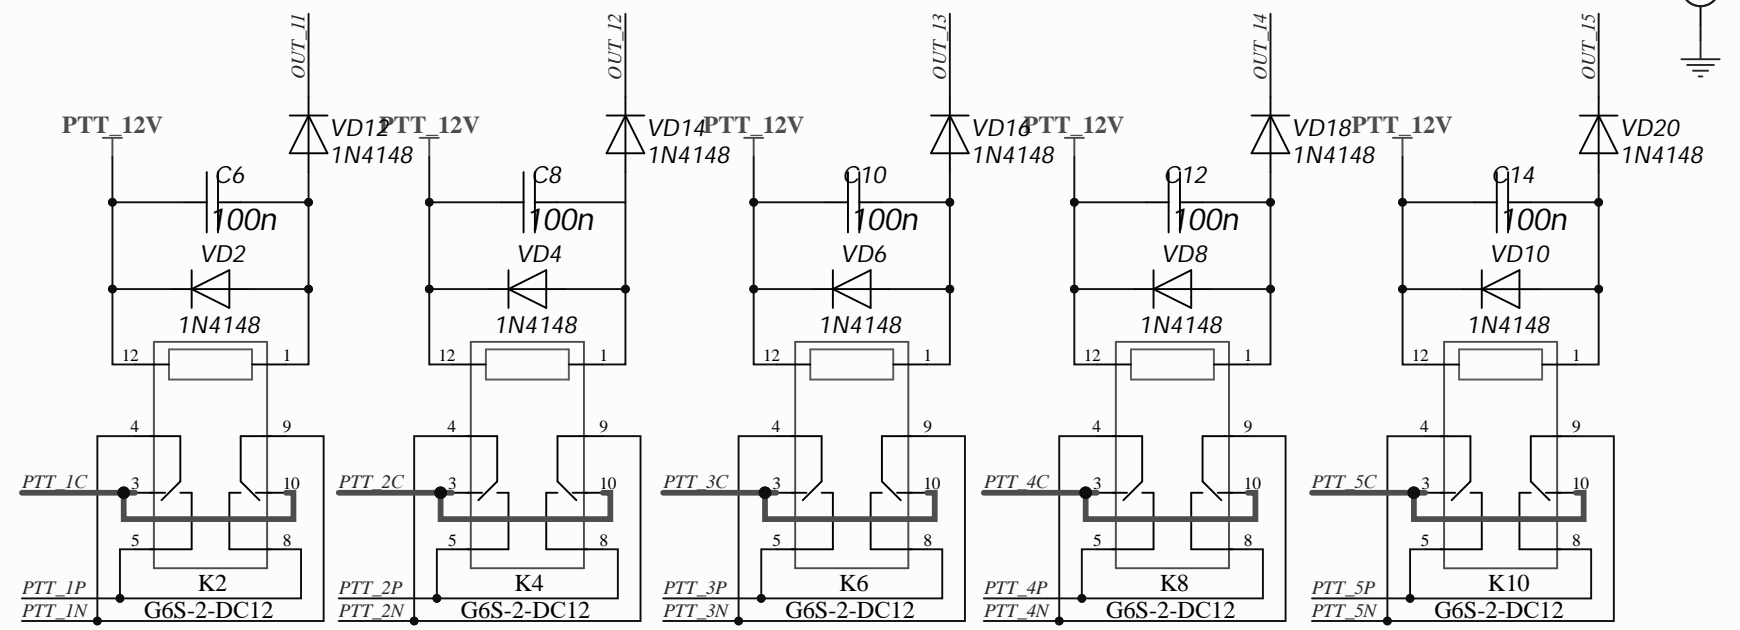 OUT_11 OUT_12 OUT_13 OUT_14 OUT_15
PTT_12V VD12 PTT_12V VD14 PTT_12V VD16 PTT_12V VD18 PTT_12V VD20
1N4148 1N4148 1N4148 1N4148 1N4148
C6 C8 C10 C12 C14
100n 100n 100n 100n 100n
VD2 VD4 VD6 VD8 VD10
1N4148 1N4148 1N4148 1N4148 1N4148
12 1 12 1 12 1 12 1 12 1
4 9 4 9 4 9 4 9 4 9
PTT_1C 3 10 PTT_2C 3 10 PTT_3C 3 10 PTT_4C 3 10 PTT_5C 3 10
5 8 5 8 5 8 5 8 5 8
PTT_1P K2 PTT_2P K4 PTT_3P K6 PTT_4P K8 PTT_5P K10
PTT_1N G6S-2-DC12 PTT_2N G6S-2-DC12 PTT_3N G6S-2-DC12 PTT_4N G6S-2-DC12 PTT_5N G6S-2-DC12